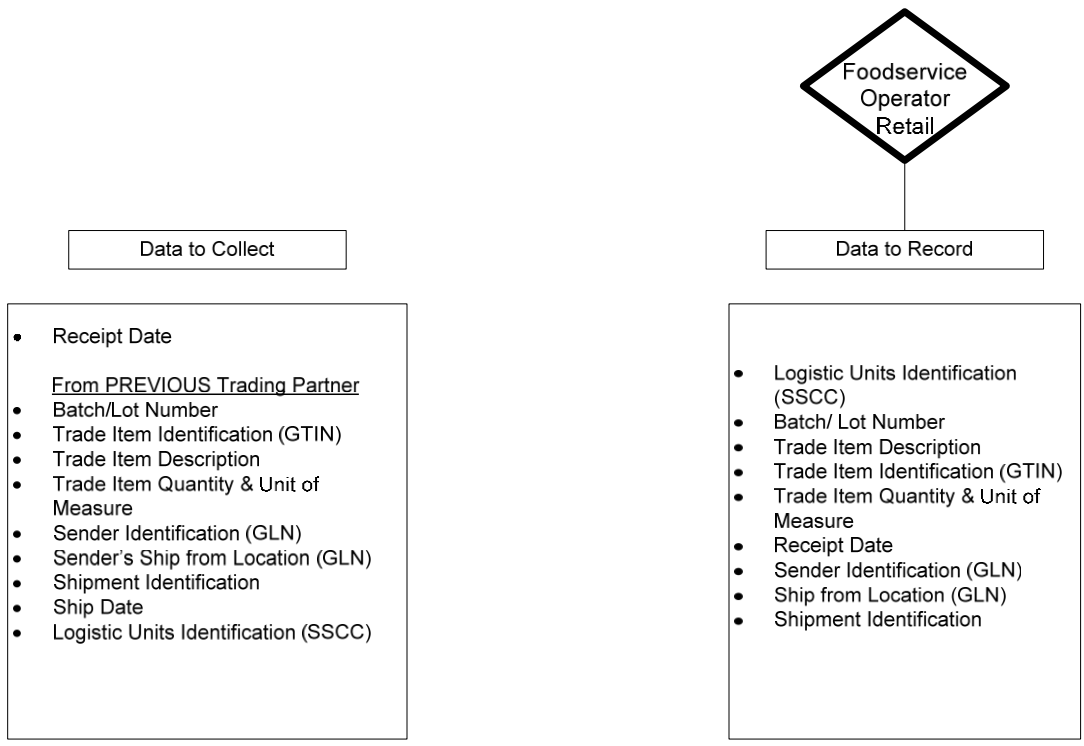 Foodservice
Operator
Retail
Data to Collect
Data to Record
• Receipt Date
From PREVIOUS Trading Partner
• Batch/Lot Number
• Trade Item Identification (GTIN)
• Trade Item Description
• Trade Item Quantity & Unit of
Measure
• Sender Identification (GLN)
• Sender's Ship from Location (GLN)
• Shipment Identification
• Ship Date
• Logistic Units Identification (SSCC)
• Logistic Units Identification
(SSCC)
• Batch/ Lot Number
• Trade Item Description
• Trade Item Identification (GTIN)
• Trade Item Quantity & Unit of
Measure
• Receipt Date
• Sender Identification (GLN)
• Ship from Location (GLN)
• Shipment Identification